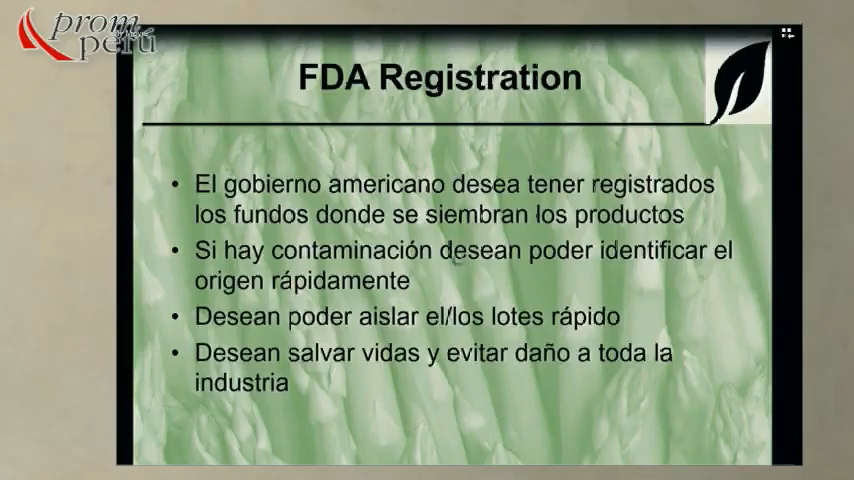 prom
perú
FDA Registration
• El gobierno americano desea tener registrados
los fundos donde se siembran los productos
• Si hay contaminación desean poder identificar el
origen rápidamente
• Desean poder aislar el/los lotes rápido
• Desean salvar vidas y evitar daño a toda la
industria